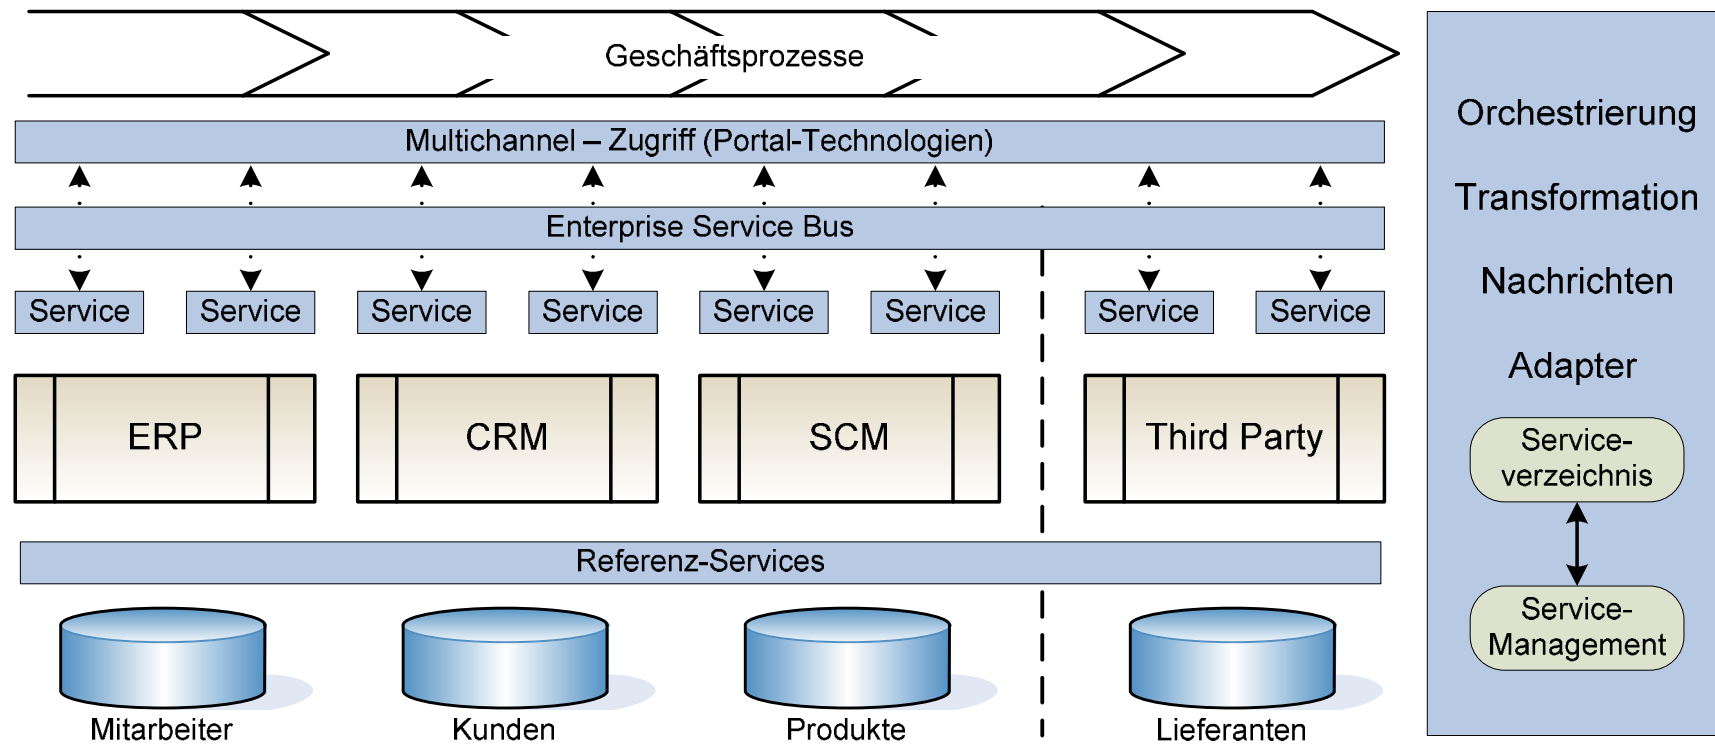 Geschäftsprozesse
Multichannel – Zugriff (Portal-Technologien)
Enterprise Service Bus
Service Service Service Service Service Service Service Service
ERP CRM SCM Third Party
Referenz-Services
Mitarbeiter Kunden Produkte Lieferanten
Orchestrierung
Transformation
Nachrichten
Adapter
Service-
verzeichnis
Service-
Management